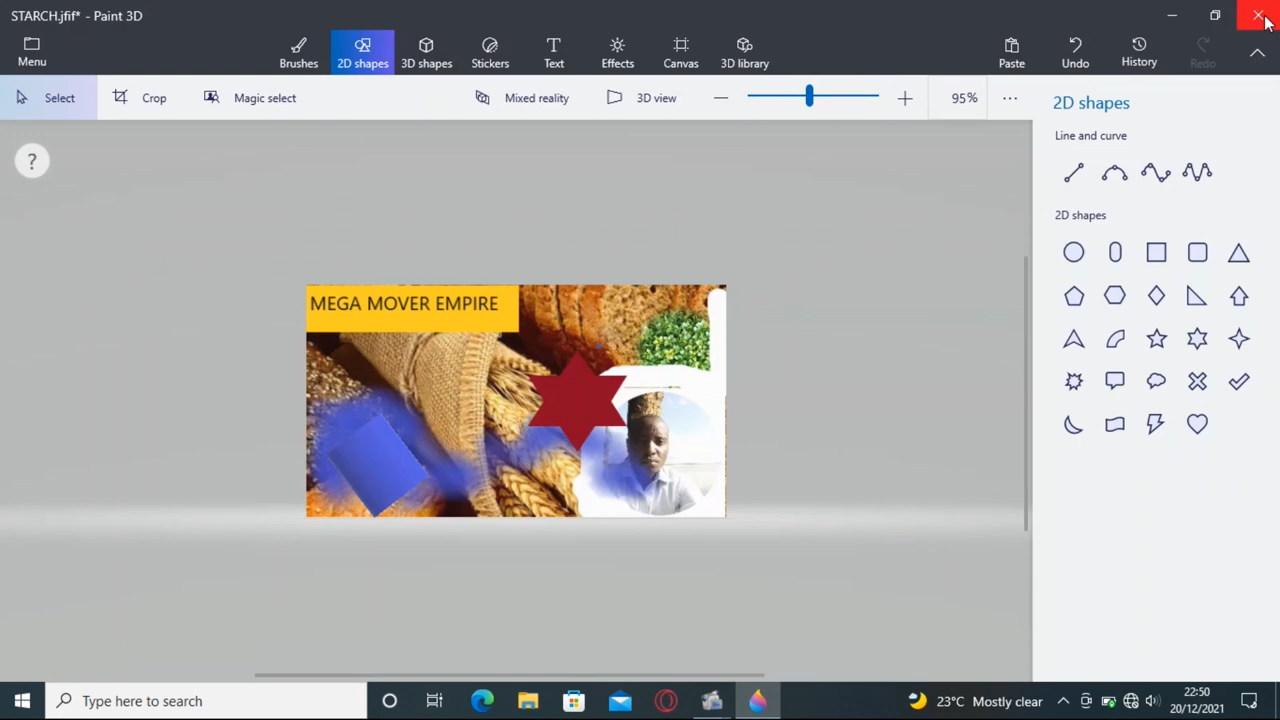 STARCH.jfif* - Paint 3D
Menu
Brushes
2D shapes
3D shapes
Stickers
Text
Effects
Canvas
3D library
Paste
Undo
History
Redo
Select
Crop
Magic select
Mixed reality
3D view
95%
2D shapes
Line and curve
2D shapes
?
MEGA MOVER EMPIRE
Type here to search
23°C Mostly clear
22:50
20/12/2021